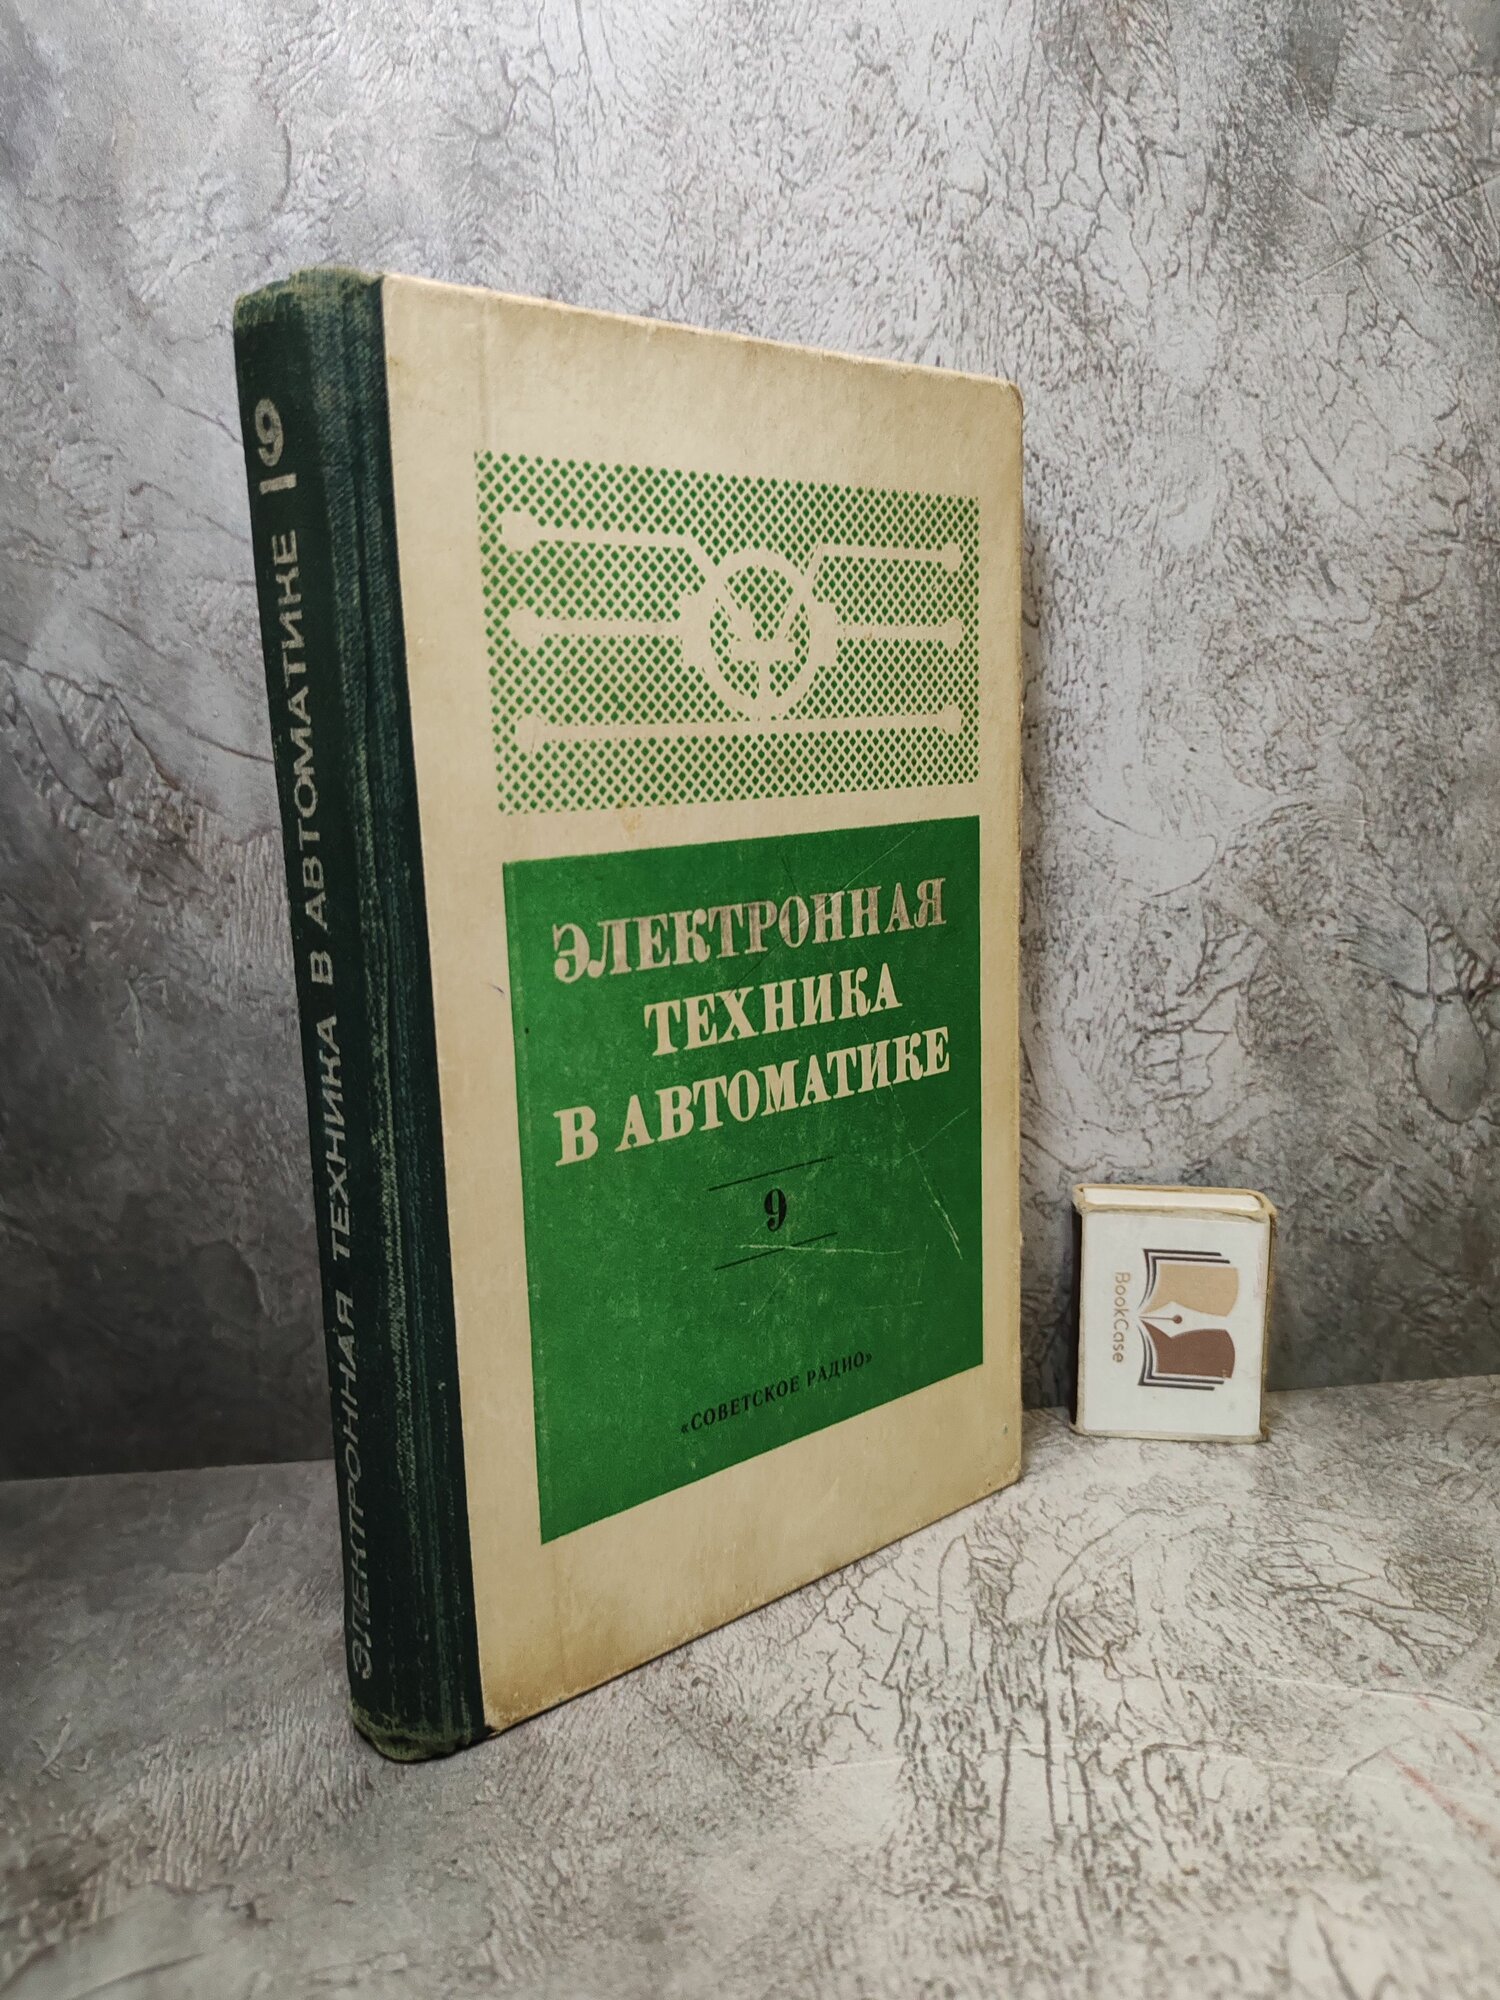 ЭЛЕКТРОННАЯ ТЕХНИКА В АВТОМАТИКЕ | 9
ЭЛЕКТРОННАЯ
ТЕХНИКА
В АВТОМАТИКЕ
9
«СОВЕТСКОЕ РАДИО»
BookCase